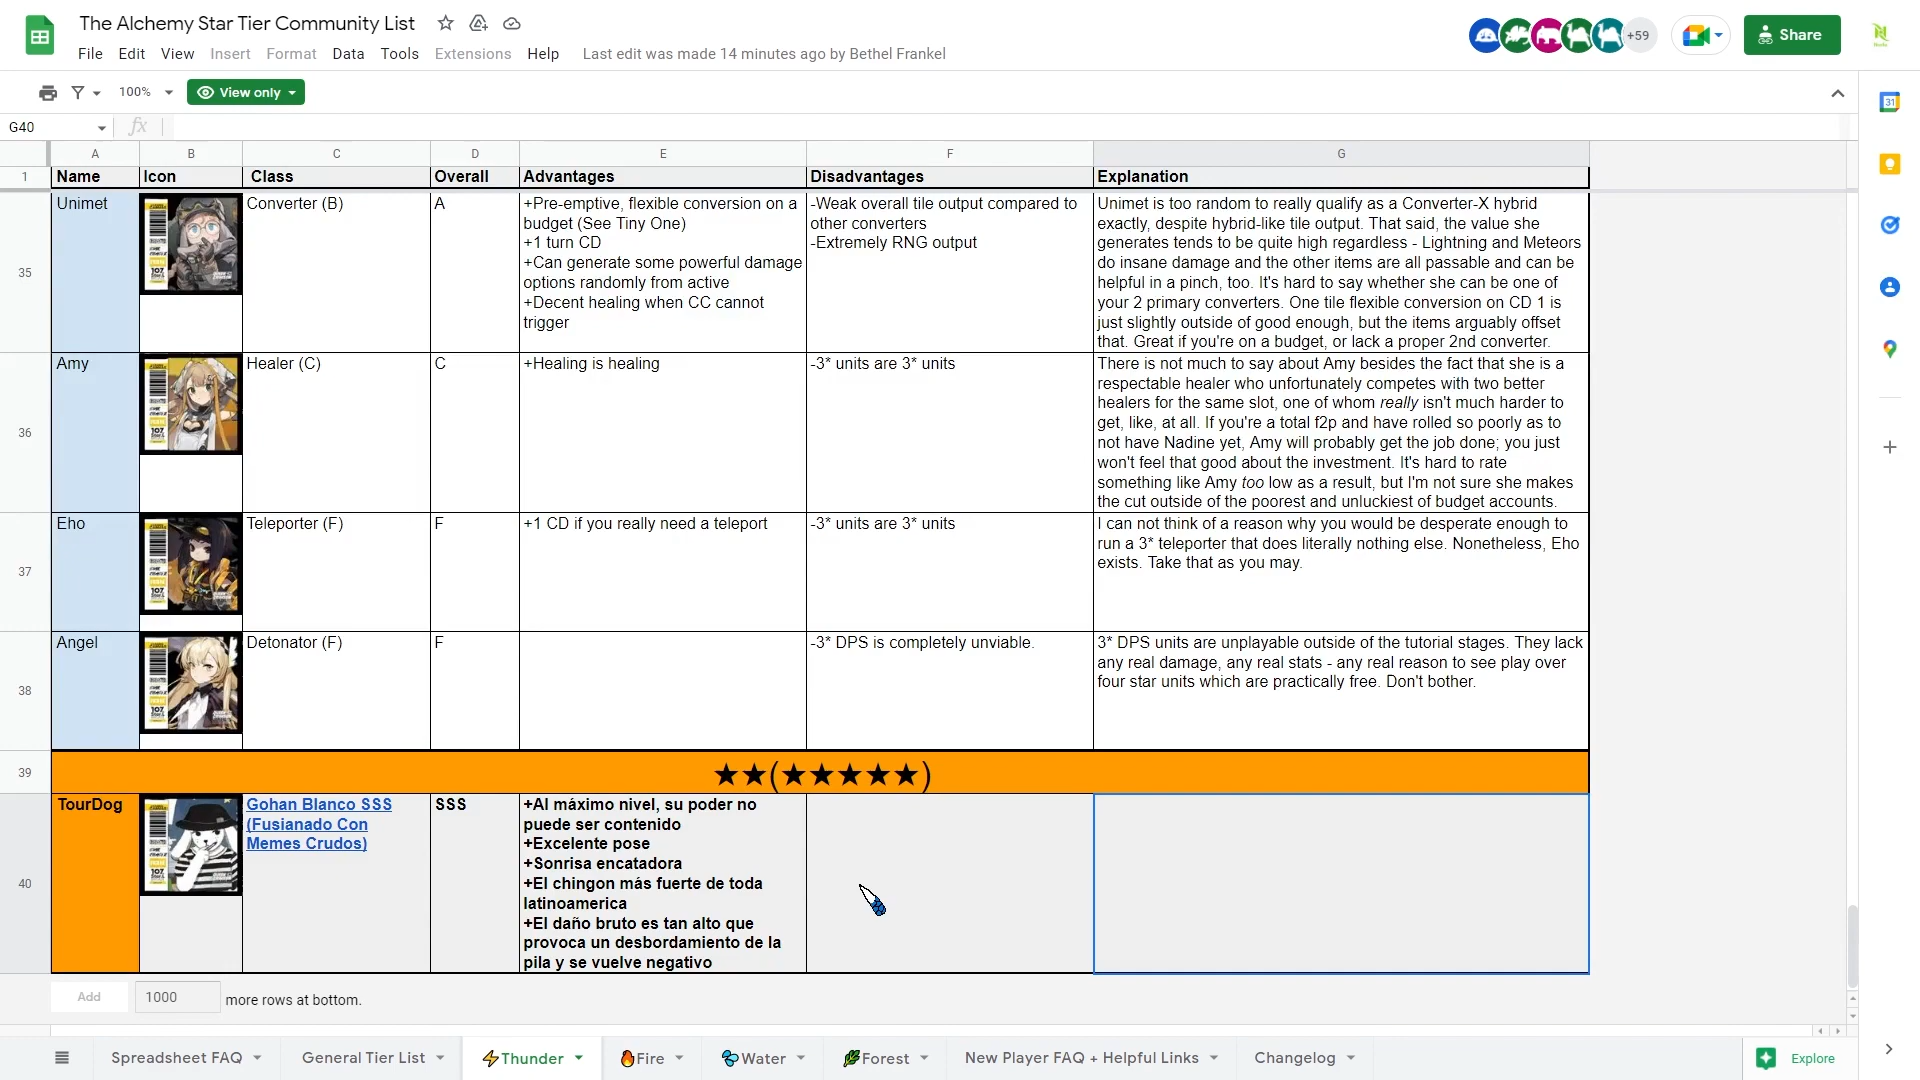 The Alchemy Star Tier Community List
File Edit View Insert Format Data Tools Extensions Help Last edit was made 14 minutes ago by Bethel Frankel
+59
Share
100%
View only
G40
fx
A B C D E F G
1 Name Icon Class Overall Advantages Disadvantages Explanation
35
Unimet
Converter (B)
A
+Pre-emptive, flexible conversion on a
budget (See Tiny One)
+1 turn CD
+Can generate some powerful damage
options randomly from active
+Decent healing when CC cannot
trigger
-Weak overall tile output compared to
other converters
-Extremely RNG output
Unimet is too random to really qualify as a Converter-X hybrid
exactly, despite hybrid-like tile output. That said, the value she
generates tends to be quite high regardless - Lightning and Meteors
do insane damage and the other items are all passable and can be
helpful in a pinch, too. It's hard to say whether she can be one of
your 2 primary converters. One tile flexible conversion on CD 1 is
just slightly outside of good enough, but the items arguably offset
that. Great if you're on a budget, or lack a proper 2nd converter.
36
Amy
Healer (C)
C
+Healing is healing
-3* units are 3* units
There is not much to say about Amy besides the fact that she is a
respectable healer who unfortunately competes with two better
healers for the same slot, one of whom really isn't much harder to
get, like, at all. If you're a total f2p and have rolled so poorly as to
not have Nadine yet, Amy will probably get the job done; you just
won't feel that good about the investment. It's hard to rate
something like Amy too low as a result, but I'm not sure she makes
the cut outside of the poorest and unluckiest of budget accounts.
37
Eho
Teleporter (F)
F
+1 CD if you really need a teleport
-3* units are 3* units
I can not think of a reason why you would be desperate enough to
run a 3* teleporter that does literally nothing else. Nonetheless, Eho
exists. Take that as you may.
38
Angel
Detonator (F)
F
-3* DPS is completely unviable.
3* DPS units are unplayable outside of the tutorial stages. They lack
any real damage, any real stats - any real reason to see play over
four star units which are practically free. Don't bother.
39
★★(★★★★★)
40
TourDog
Gohan Blanco SSS
(Fusianado Con
Memes Crudos)
SSS
+Al máximo nivel, su poder no
puede ser contenido
+Excelente pose
+Sonrisa encatadora
+El chingon más fuerte de toda
latinoamerica
+El daño bruto es tan alto que
provoca un desbordamiento de la
pila y se vuelve negativo
Add 1000 more rows at bottom.
Spreadsheet FAQ General Tier List ⚡Thunder 🔥Fire 💦Water 🌿Forest New Player FAQ + Helpful Links Changelog Explore
107
107
107
107
107
31